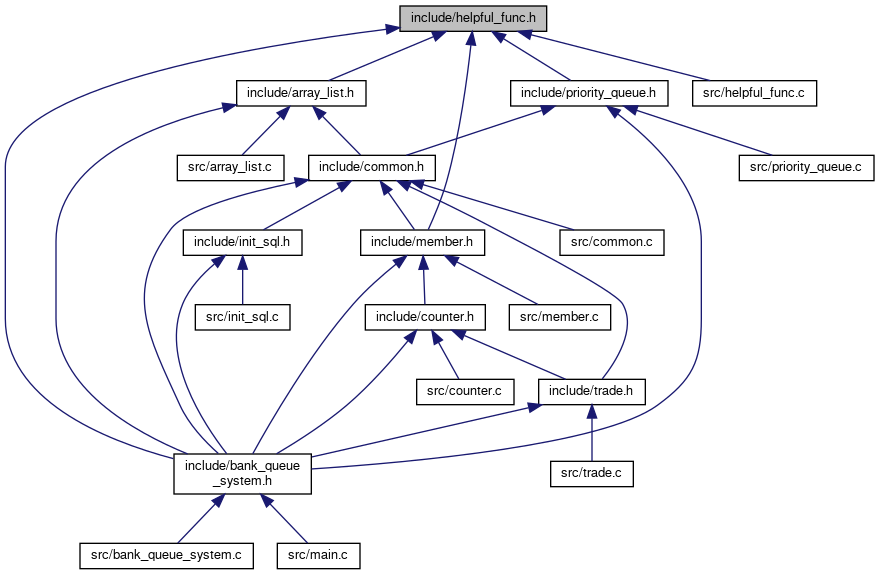 include/helpful_func.h
include/array_list.h
include/priority_queue.h
src/helpful_func.c
src/array_list.c
include/common.h
src/priority_queue.c
include/init_sql.h
include/member.h
src/common.c
src/init_sql.c
include/counter.h
src/member.c
src/counter.c
include/trade.h
include/bank_queue
_system.h
src/trade.c
src/bank_queue_system.c
src/main.c